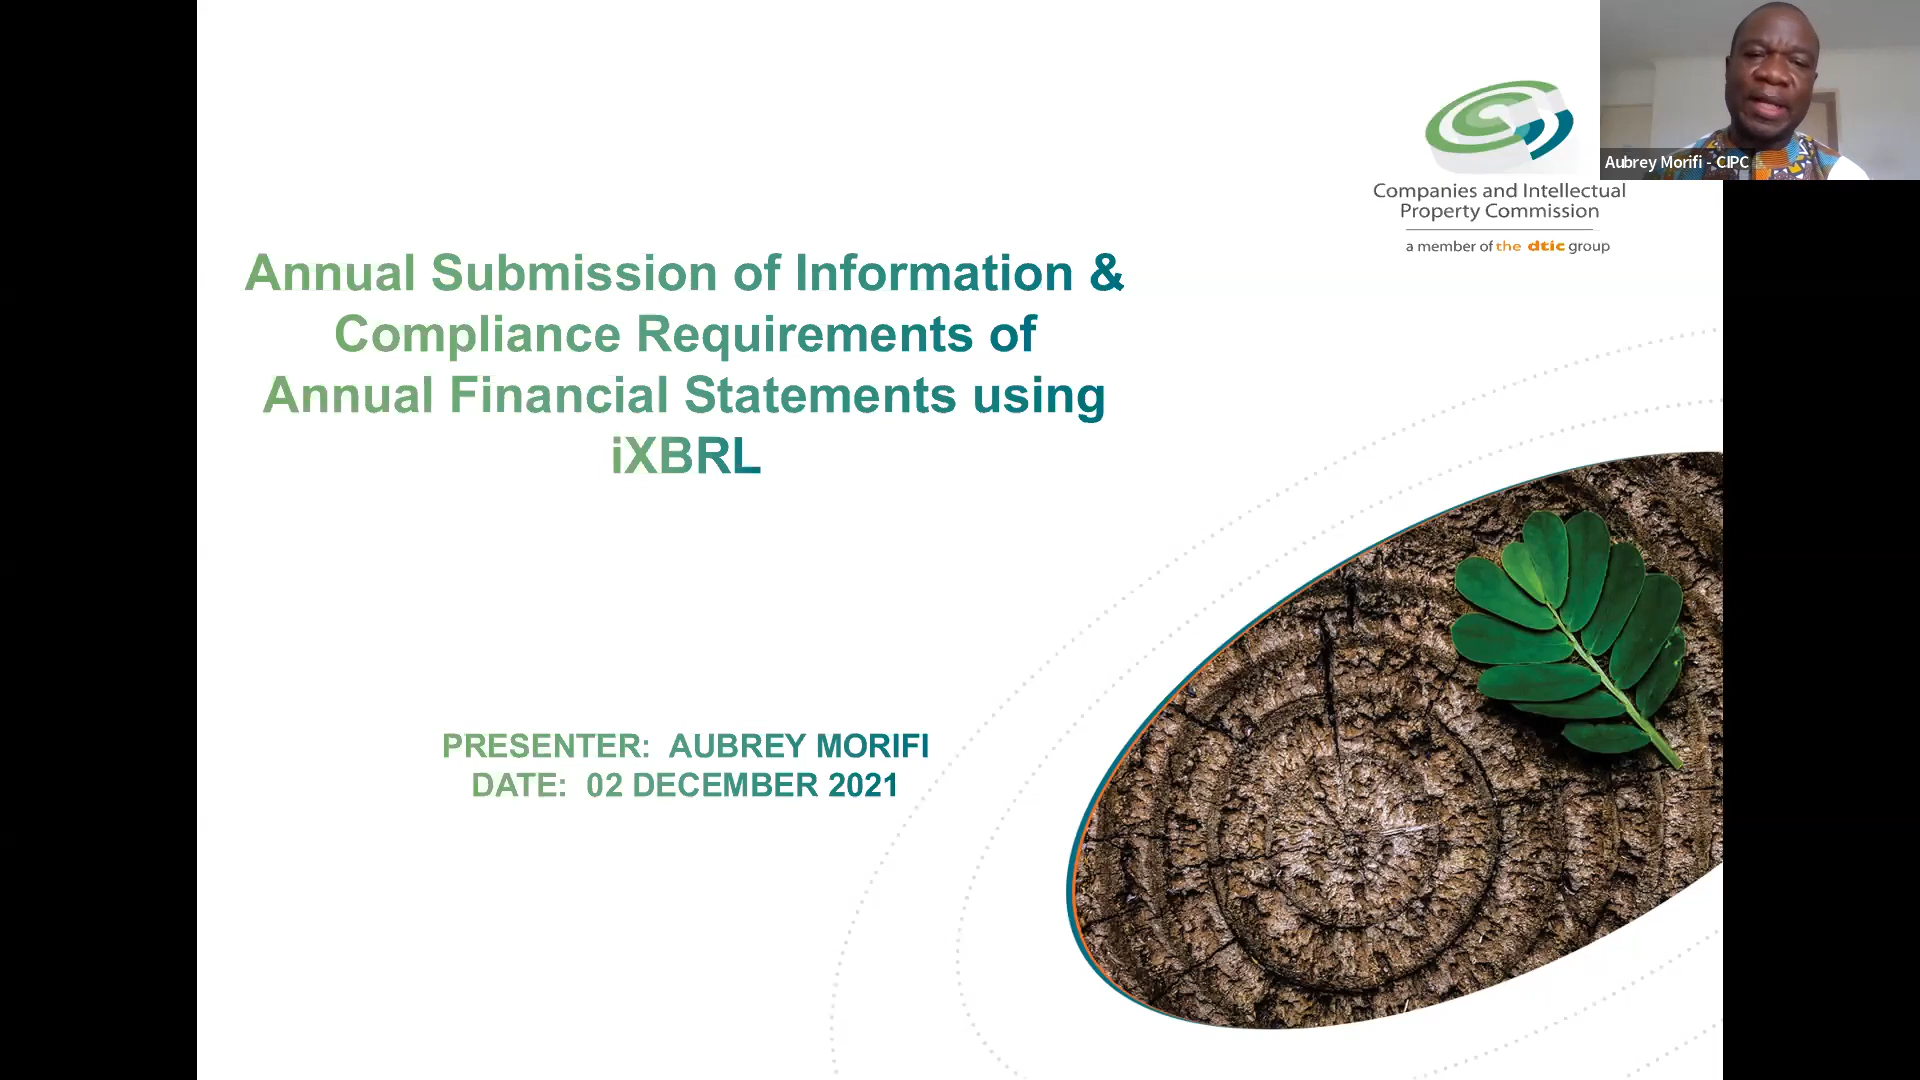 Aubrey Morifi - CIPC
Companies and Intellectual
Property Commission
a member of the dtic group
Annual Submission of Information &
Compliance Requirements of
Annual Financial Statements using
iXBRL
PRESENTER: AUBREY MORIFI
DATE: 02 DECEMBER 2021